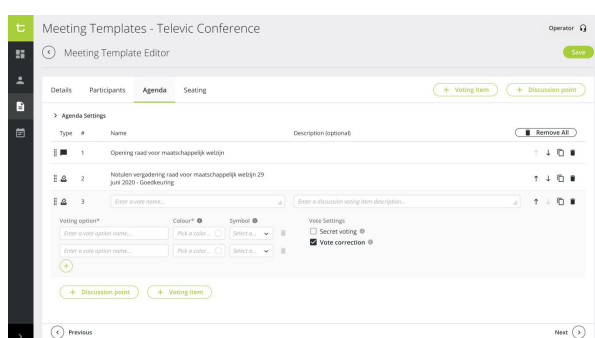 Meeting Templates - Televic Conference
Operator
Meeting Template Editor
Save
Details Participants Agenda Seating + Voting item + Discussion point
> Agenda Settings
Type # Name Description (optional) Remove All
1 Opening raad voor maatschappelijk welzijn
2 Notulen vergadering raad voor maatschappelijk welzijn 29
juni 2020 - Goedkeuring
3 Enter a vote name... Enter a discussion voting item description...
Voting option* Colour* Symbol Vote Settings
Enter a vote option name... Pick a color... Select a... Secret voting
Enter a vote option name... Pick a color... Select a... Vote correction
+ Discussion point + Voting item
Previous Next